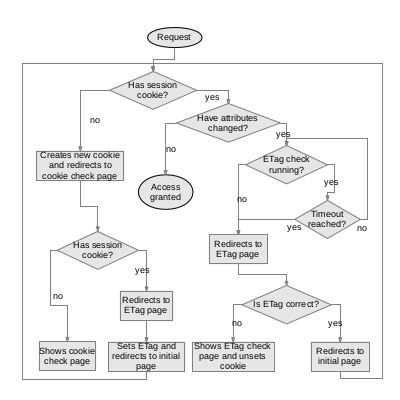 Request
Has session
cookie?
yes
no
Have attributes
changed?
yes
no
Creates new cookie
and redirects to
cookie check page
Access
granted
ETag check
running?
yes
no
Timeout
reached?
yes
no
Has session
cookie?
yes
no
Redirects to
ETag page
Redirects to
ETag page
Is ETag correct?
no
yes
Shows cookie
check page
Sets ETag and
redirects to initial
page
Shows ETag check
page and unsets
cookie
Redirects to
initial page